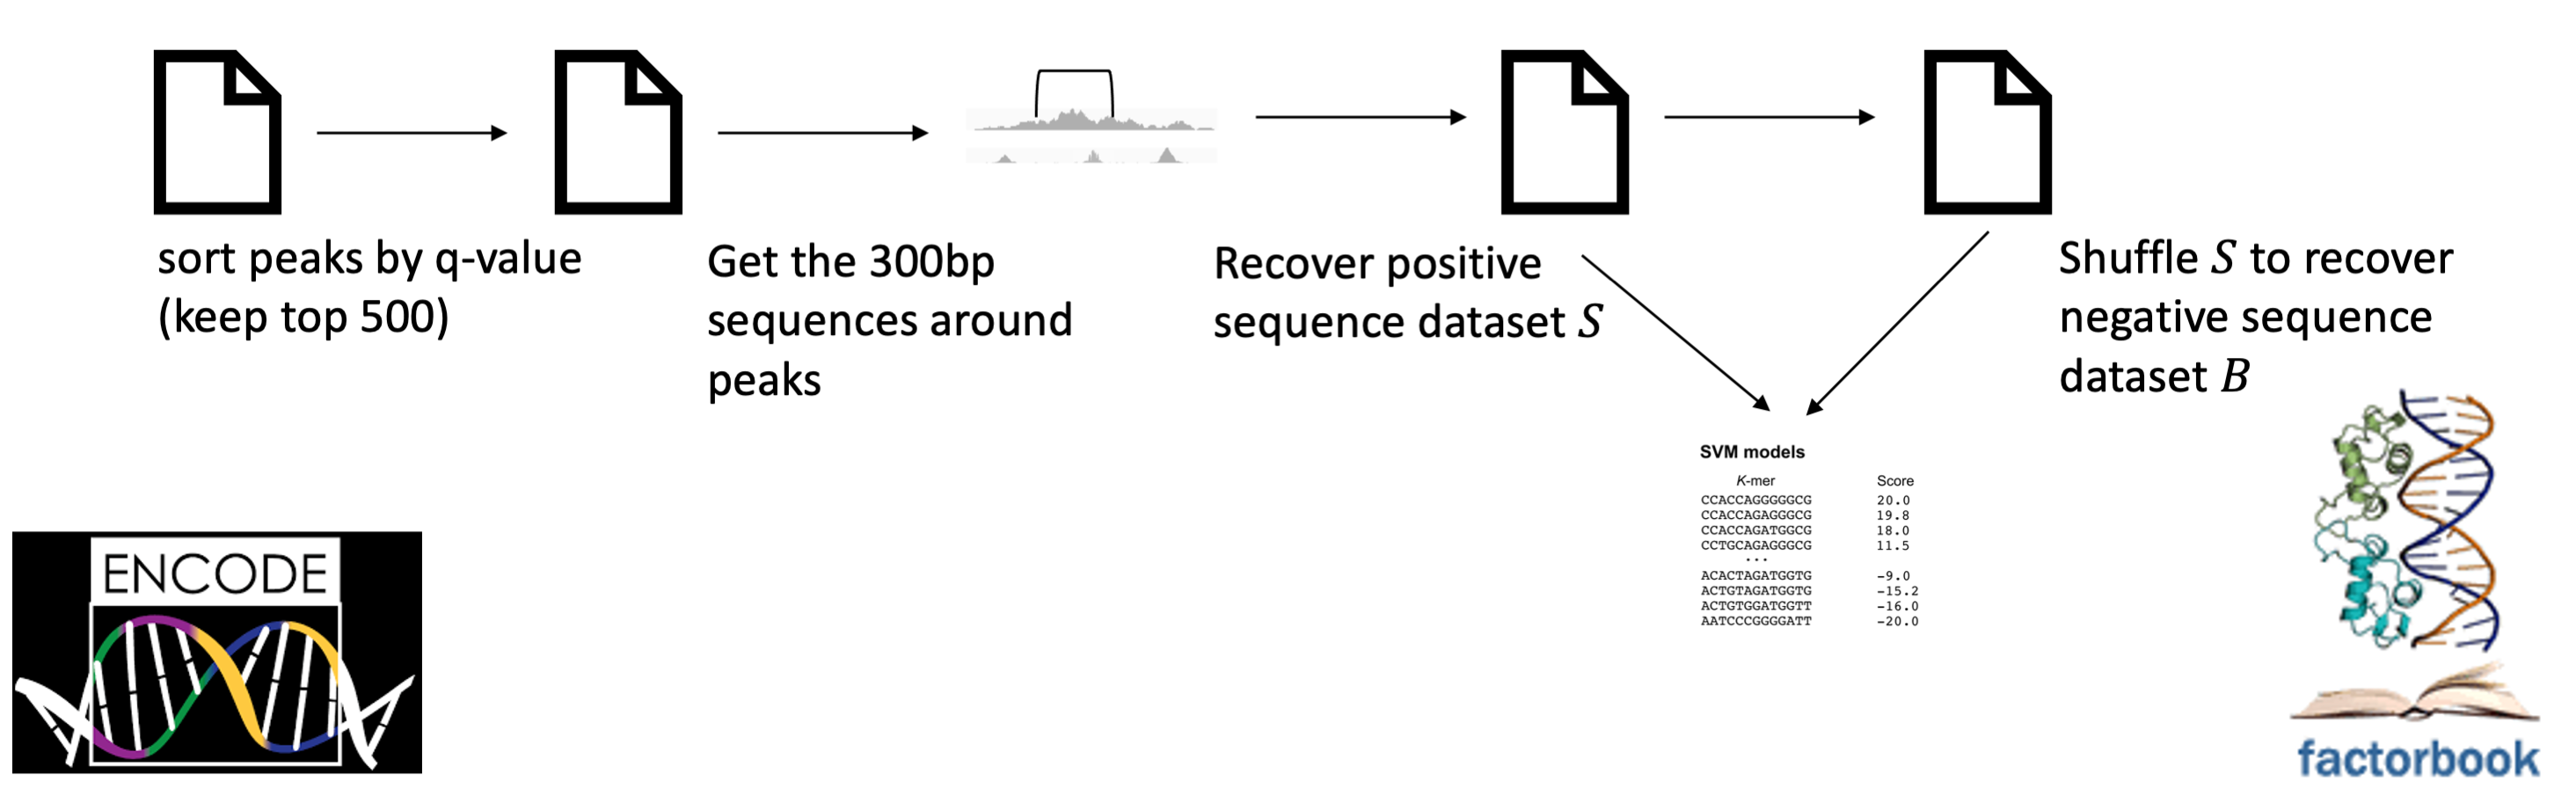 sort peaks by q-value
(keep top 500)
Get the 300bp
sequences around
peaks
Recover positive
sequence dataset S
Shuffle S to recover
negative sequence
dataset B
SVM models
K-mer Score
CCACCAGGGGGCG 20.0
CCACCAGAGGGCG 19.8
CCACCAGATGGCG 18.0
CCTGCAGAGGGCG 11.5
...
ACACTAGATGGTG -9.0
ACTGTAGATGGTG -15.2
ACTGTGGATGGTT -16.0
AATCCCGGGGATT -20.0
ENCODE
factorbook